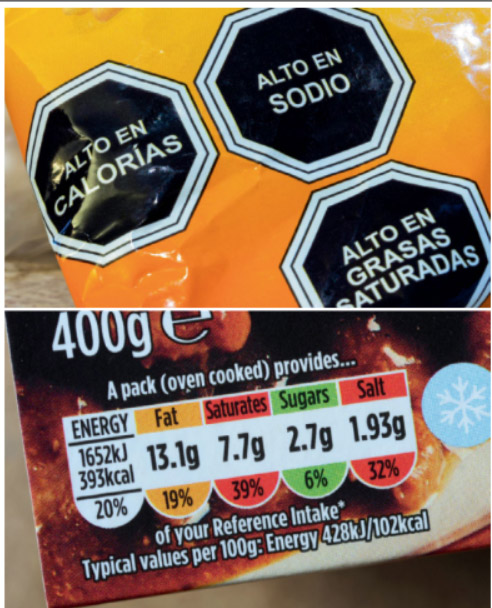 ALTO EN
CALORÍAS
ALTO EN
SODIO
ALTO EN
GRASAS
SATURADAS
400g e
A pack (oven cooked) provides...
ENERGY Fat Saturates Sugars Salt
1652kJ
393kcal 13.1g 7.7g 2.7g 1.93g
20% 19% 39% 6% 32%
of your Reference Intake*
Typical values per 100g: Energy 428kJ/102kcal